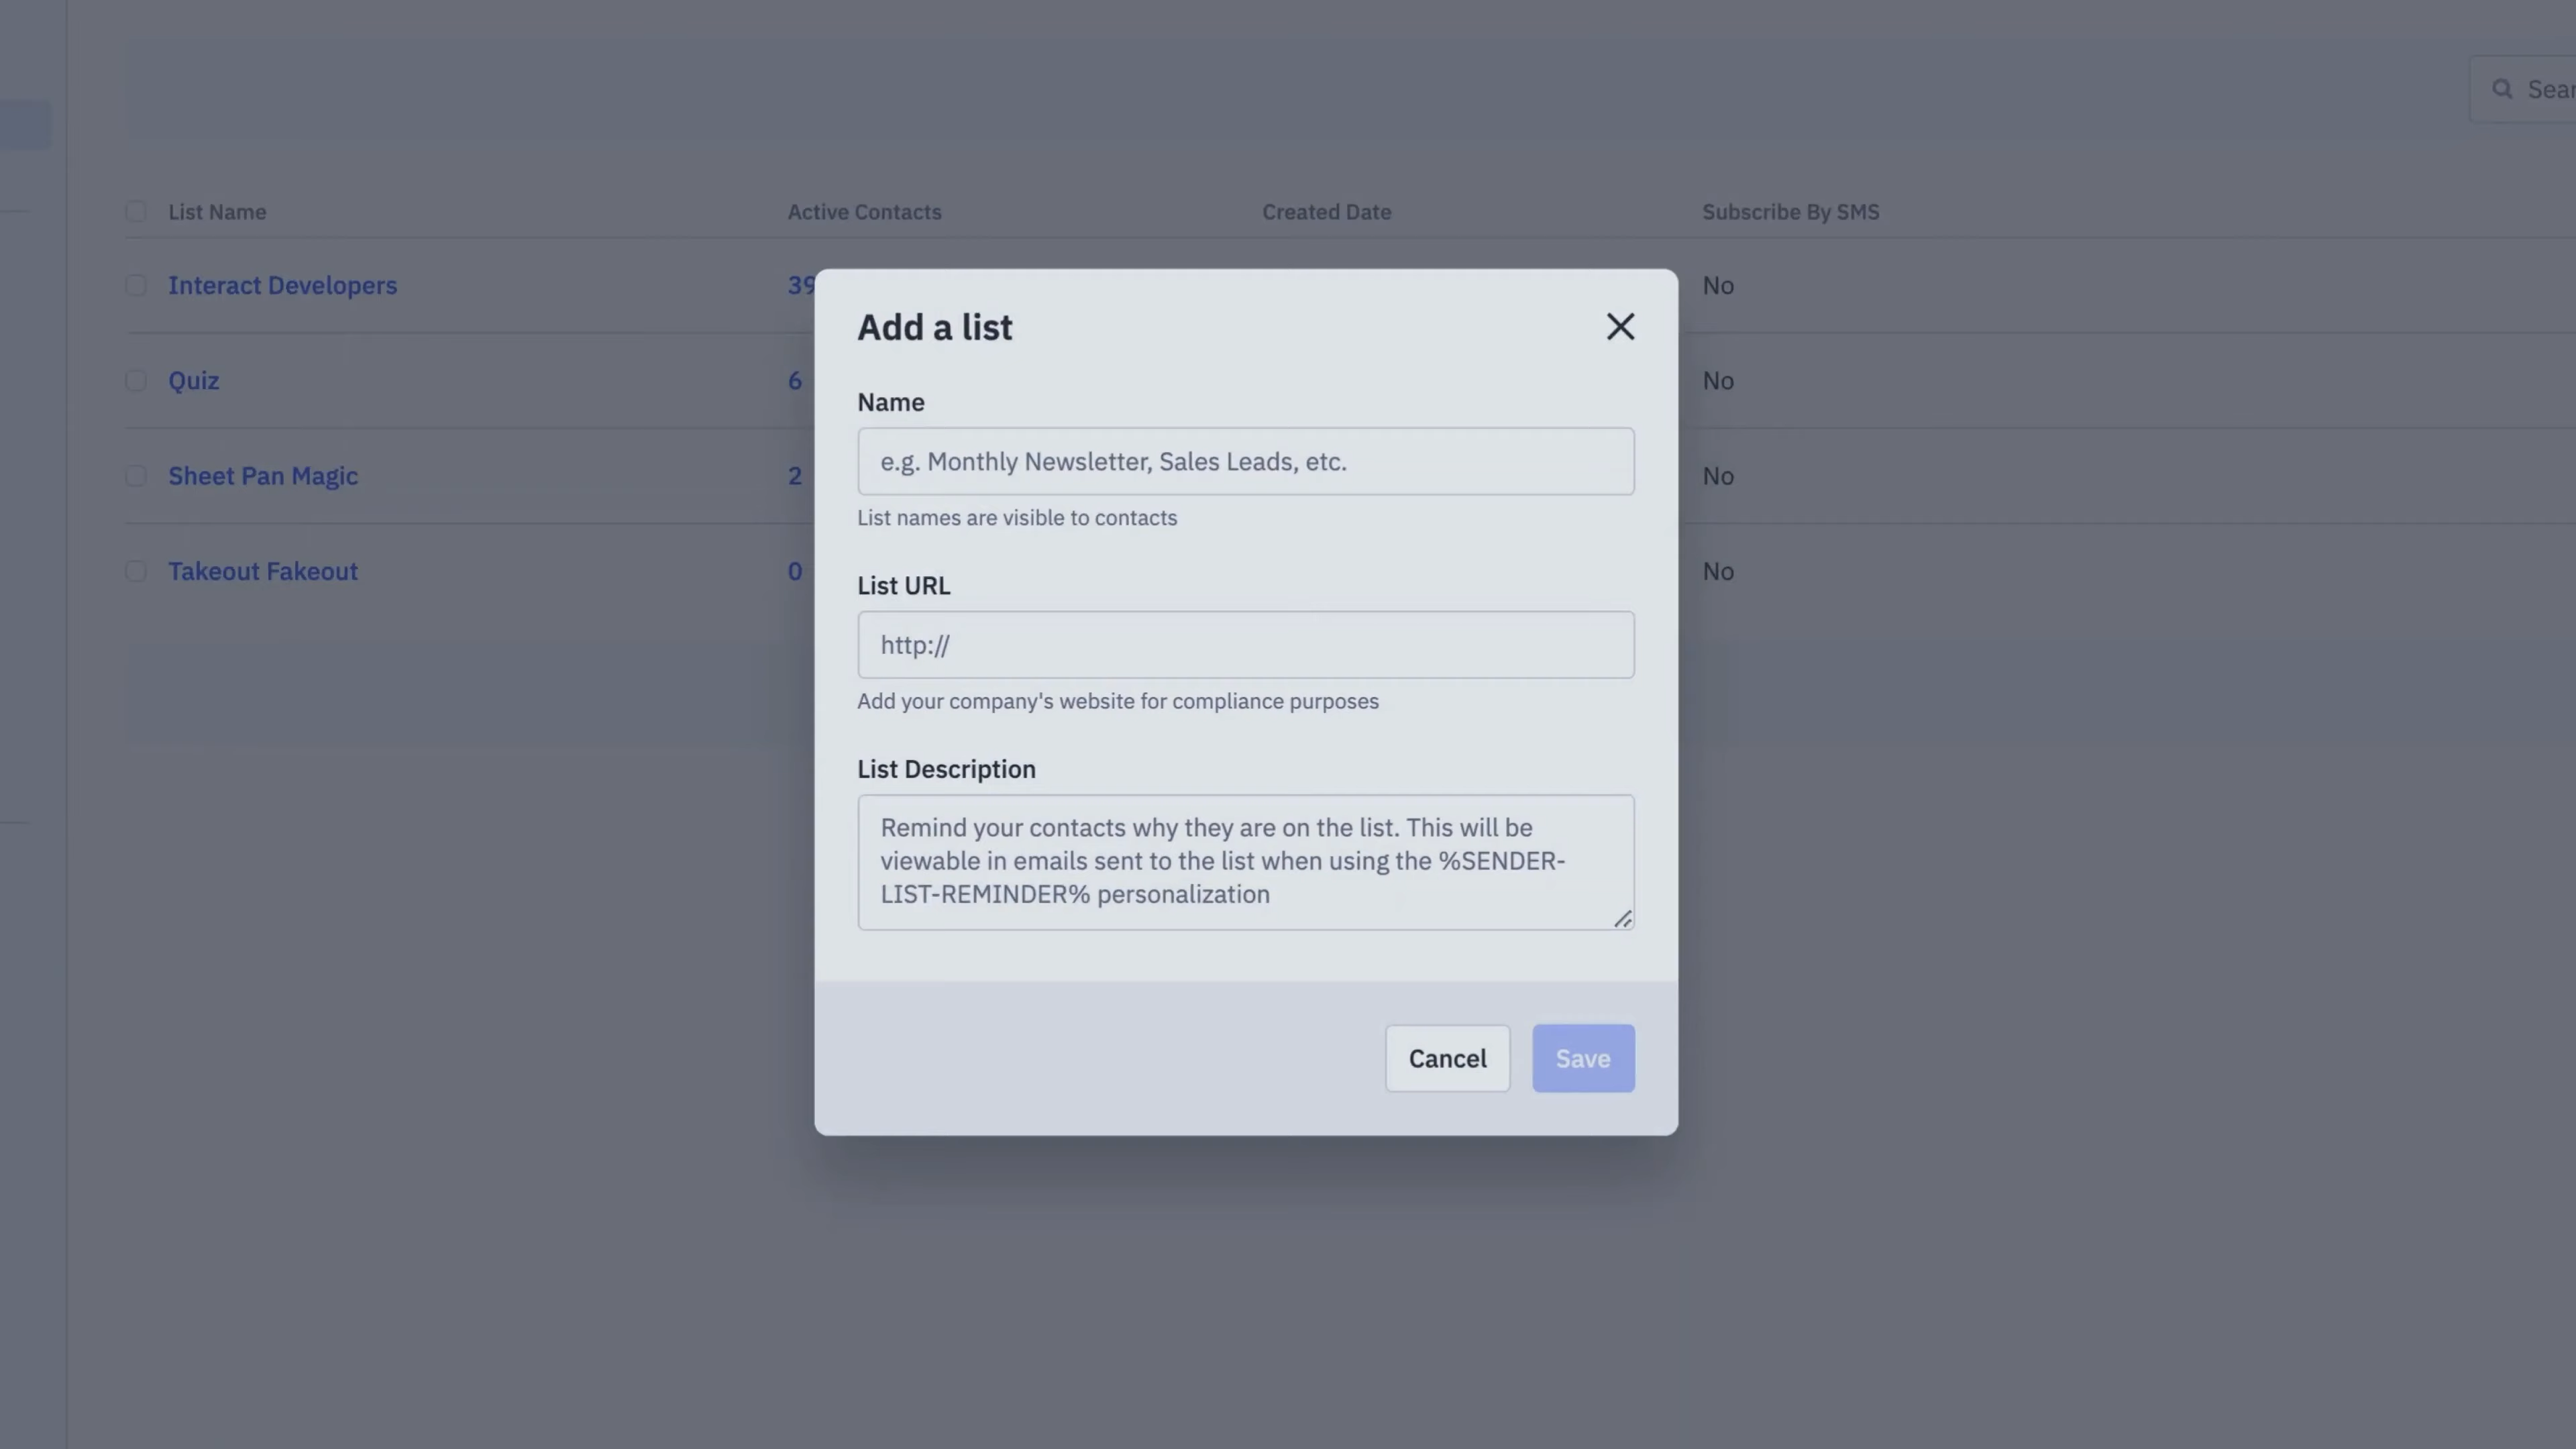 Sear
List Name Active Contacts Created Date Subscribe By SMS
Interact Developers 39 No
Quiz 6 No
Sheet Pan Magic 2 No
Takeout Fakeout 0 No
Add a list
Name
e.g. Monthly Newsletter, Sales Leads, etc.
List names are visible to contacts
List URL
http://
Add your company's website for compliance purposes
List Description
Remind your contacts why they are on the list. This will be
viewable in emails sent to the list when using the %SENDER-
LIST-REMINDER% personalization
Cancel Save